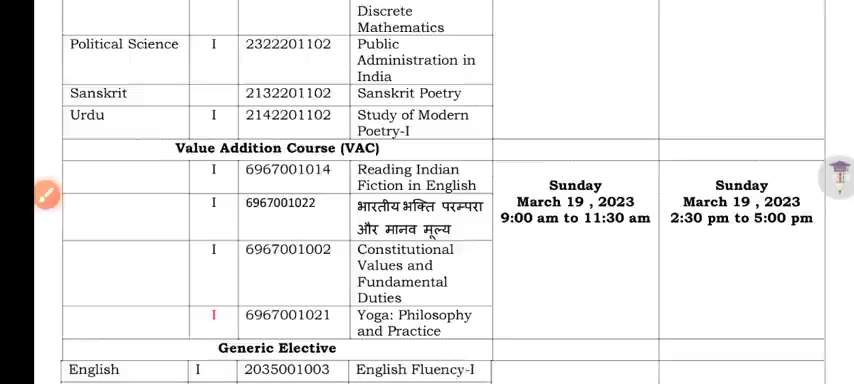 Discrete
Mathematics
Political Science I 2322201102 Public
Administration in
India
Sanskrit 2132201102 Sanskrit Poetry
Urdu I 2142201102 Study of Modern
Poetry-I
Value Addition Course (VAC)
I 6967001014 Reading Indian
Fiction in English
I 6967001022 भारतीय भक्ति परम्परा
और मानव मूल्य
I 6967001002 Constitutional
Values and
Fundamental
Duties
I 6967001021 Yoga: Philosophy
and Practice
Sunday
March 19 , 2023
9:00 am to 11:30 am
Sunday
March 19 , 2023
2:30 pm to 5:00 pm
Generic Elective
English I 2035001003 English Fluency-I